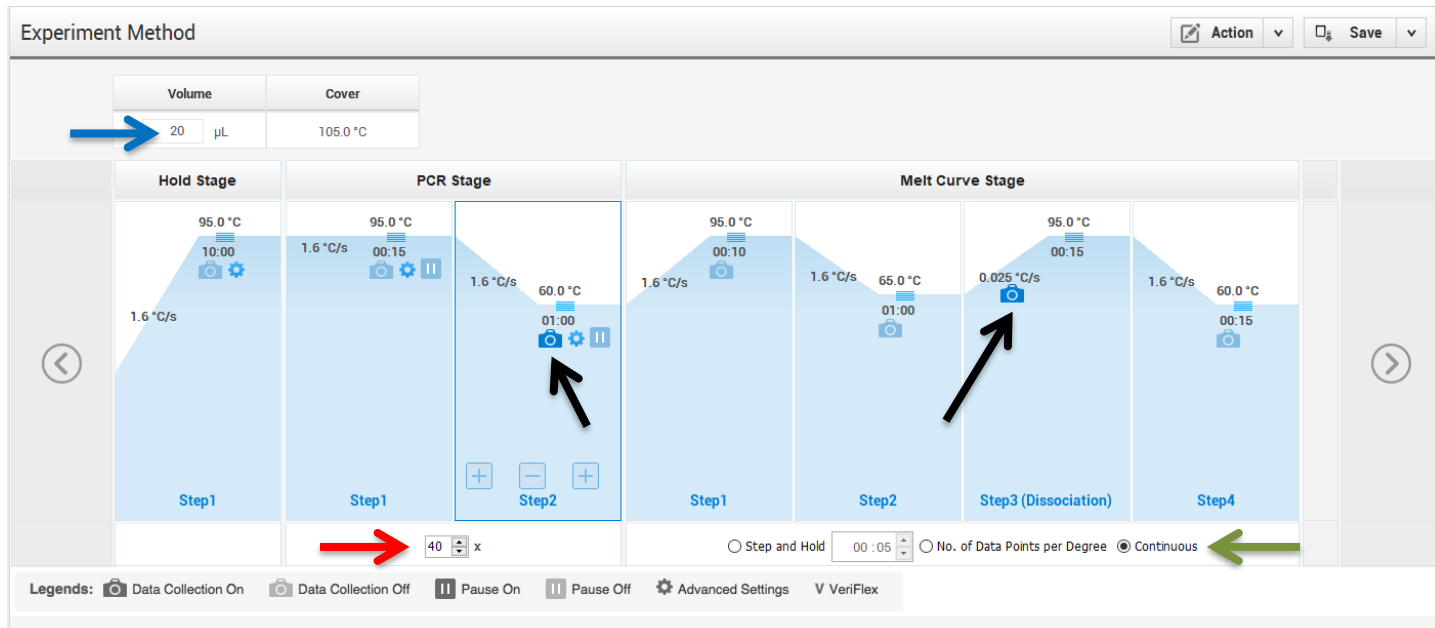 Experiment Method
Action
Save
Volume
Cover
20 µL
105.0 °C
Hold Stage
PCR Stage
Melt Curve Stage
95.0 °C
10:00
1.6 °C/s
Step1
95.0 °C
1.6 °C/s
00:15
Step1
1.6 °C/s
60.0 °C
01:00
Step2
95.0 °C
00:10
1.6 °C/s
Step1
1.6 °C/s
65.0 °C
01:00
Step2
95.0 °C
00:15
0.025 °C/s
Step3 (Dissociation)
1.6 °C/s
60.0 °C
00:15
Step4
40 x
Step and Hold 00 :05 No. of Data Points per Degree Continuous
Legends: Data Collection On Data Collection Off Pause On Pause Off Advanced Settings V VeriFlex